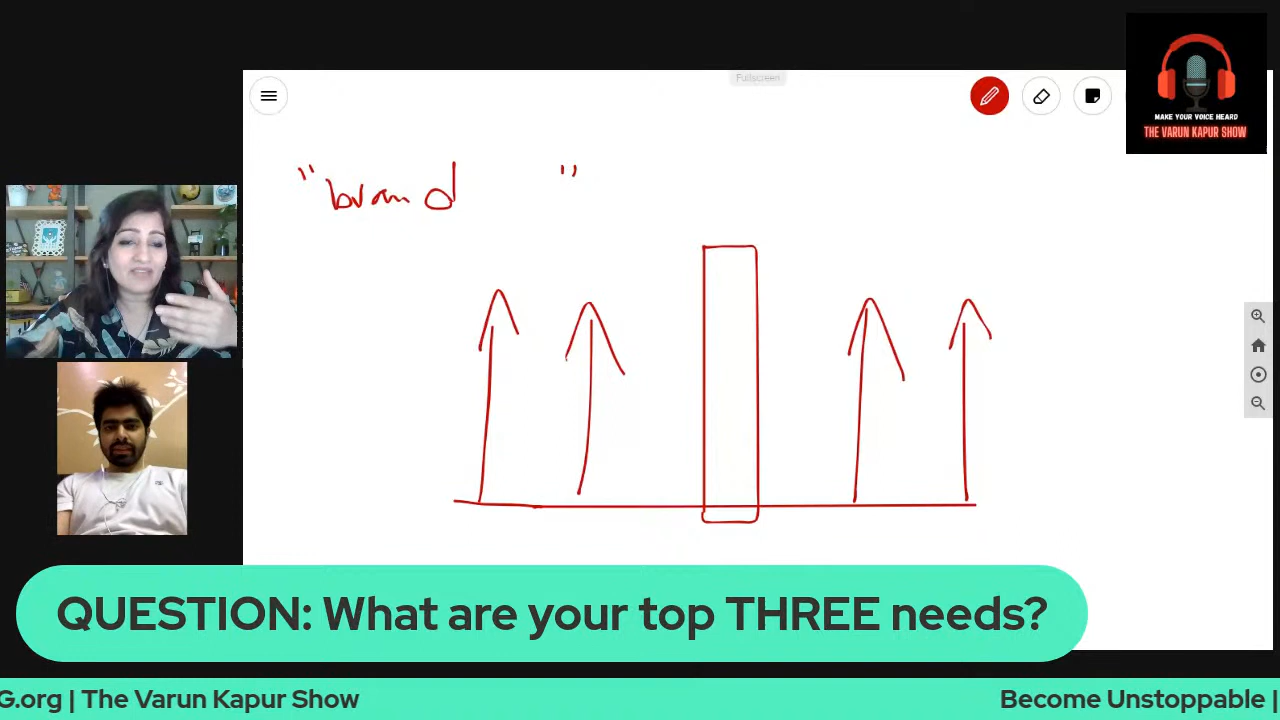 Fullscreen
MAKE YOUR VOICE HEARD
THE VARUN KAPUR SHOW
"brand "
QUESTION: What are your top THREE needs?
G.org | The Varun Kapur Show
Become Unstoppable |